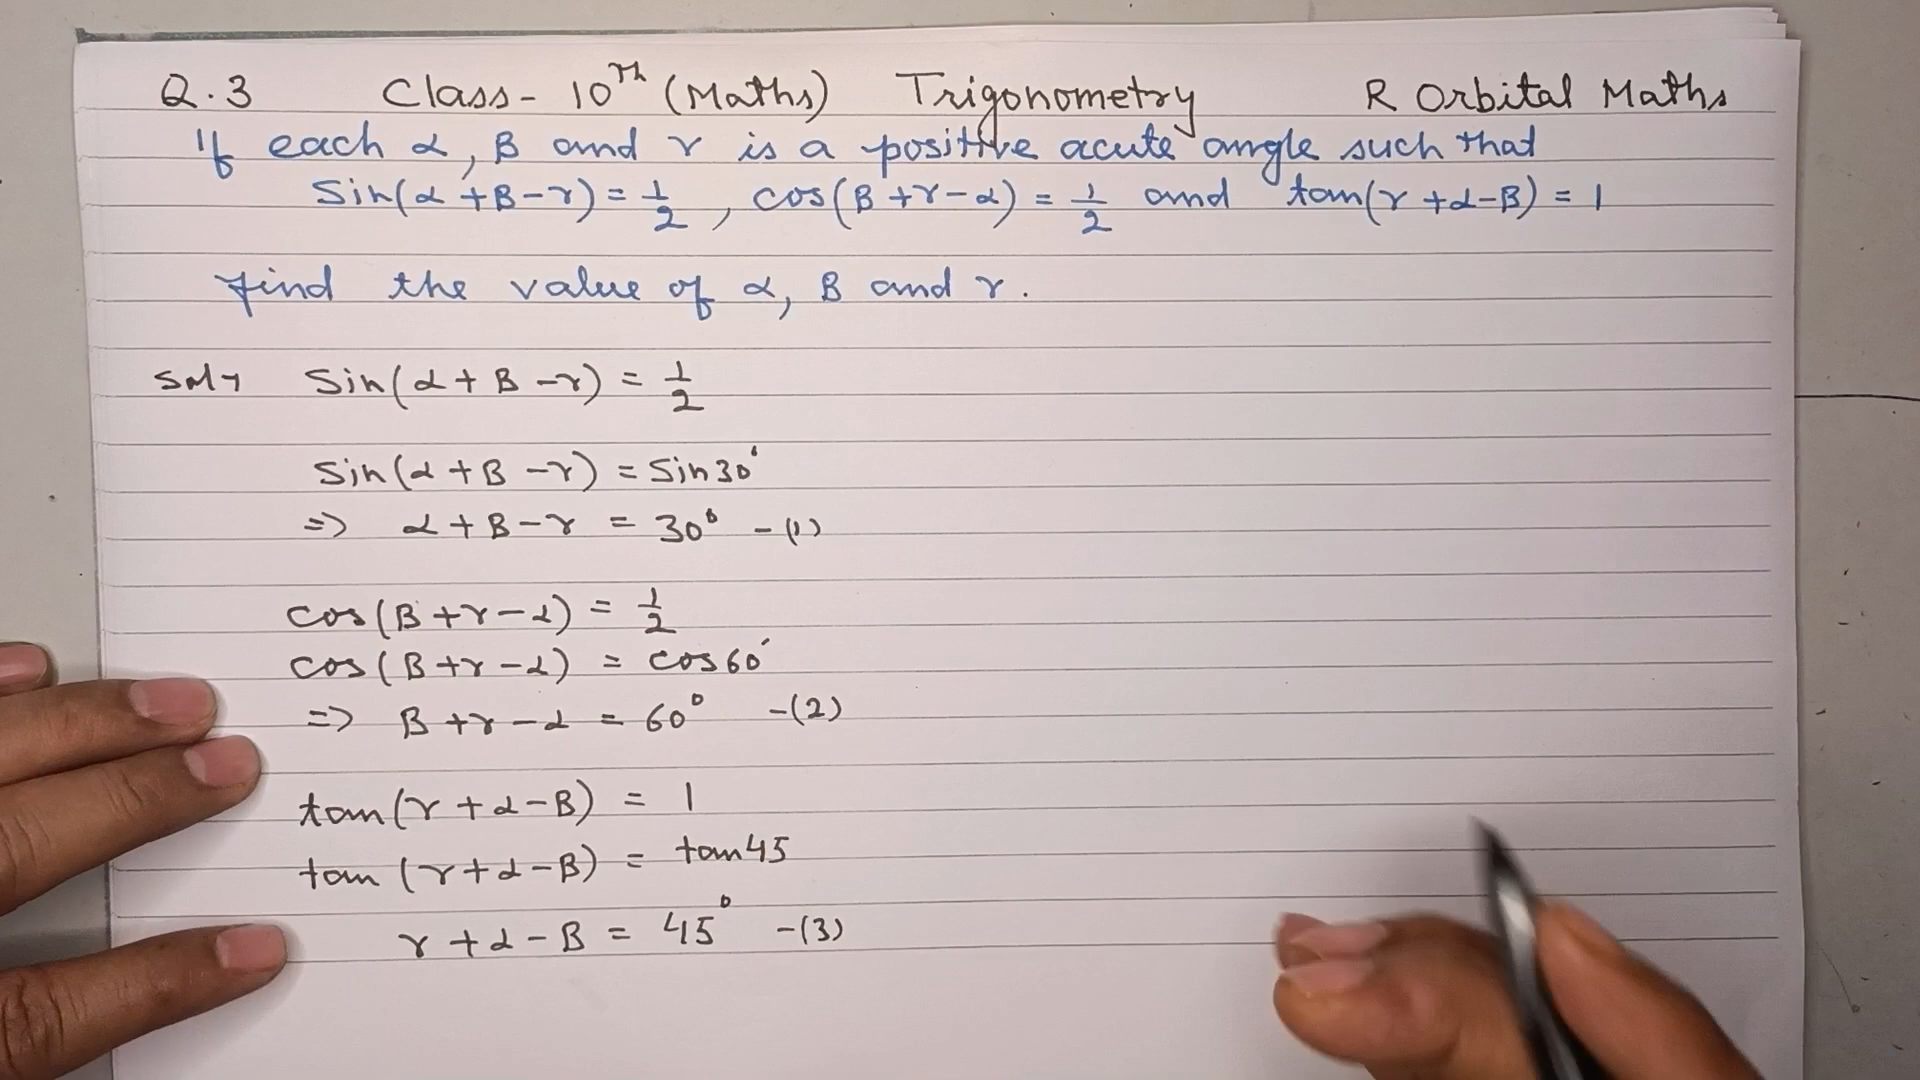 Q.3 Class- 10th (Maths) Trigonometry R Orbital Maths
If each α, β and γ is a positive acute angle such that
Sin(α+β-γ) = 1/2, cos(β+γ-α) = 1/2 and tan(γ+α-β) = 1
find the value of α, β and γ.
Soln Sin(α+β-γ) = 1/2
Sin(α+β-γ) = Sin30°
=> α+β-γ = 30° -(1)
cos(β+γ-α) = 1/2
cos(β+γ-α) = cos60°
=> β+γ-α = 60° -(2)
tan(γ+α-β) = 1
tan(γ+α-β) = tan45
γ+α-β = 45° -(3)